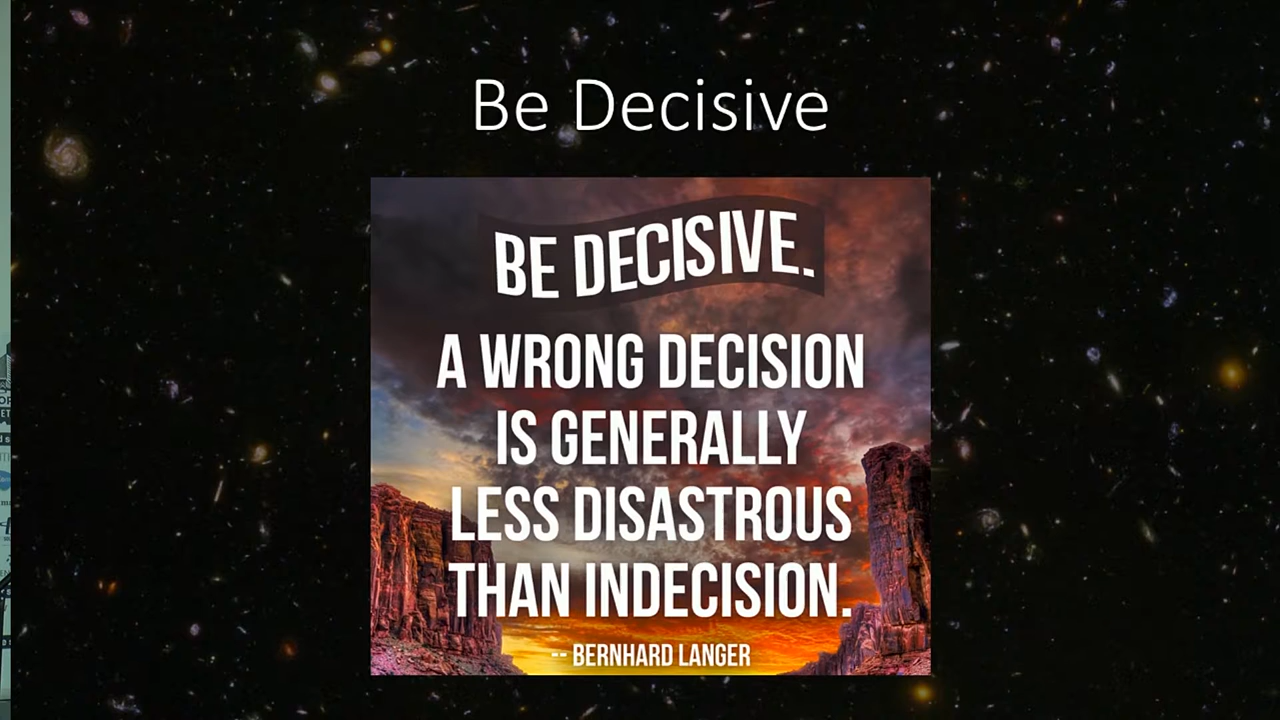 Be Decisive
BE DECISIVE.
A WRONG DECISION
IS GENERALLY
LESS DISASTROUS
THAN INDECISION.
-- BERNHARD LANGER